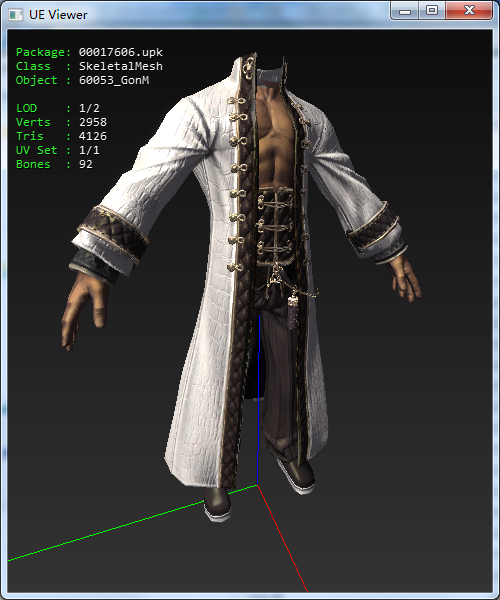 UE Viewer
Package: 00017606.upk
Class  : SkeletalMesh
Object : 60053_GonM
LOD    : 1/2
Verts  : 2958
Tris   : 4126
UV Set : 1/1
Bones  : 92